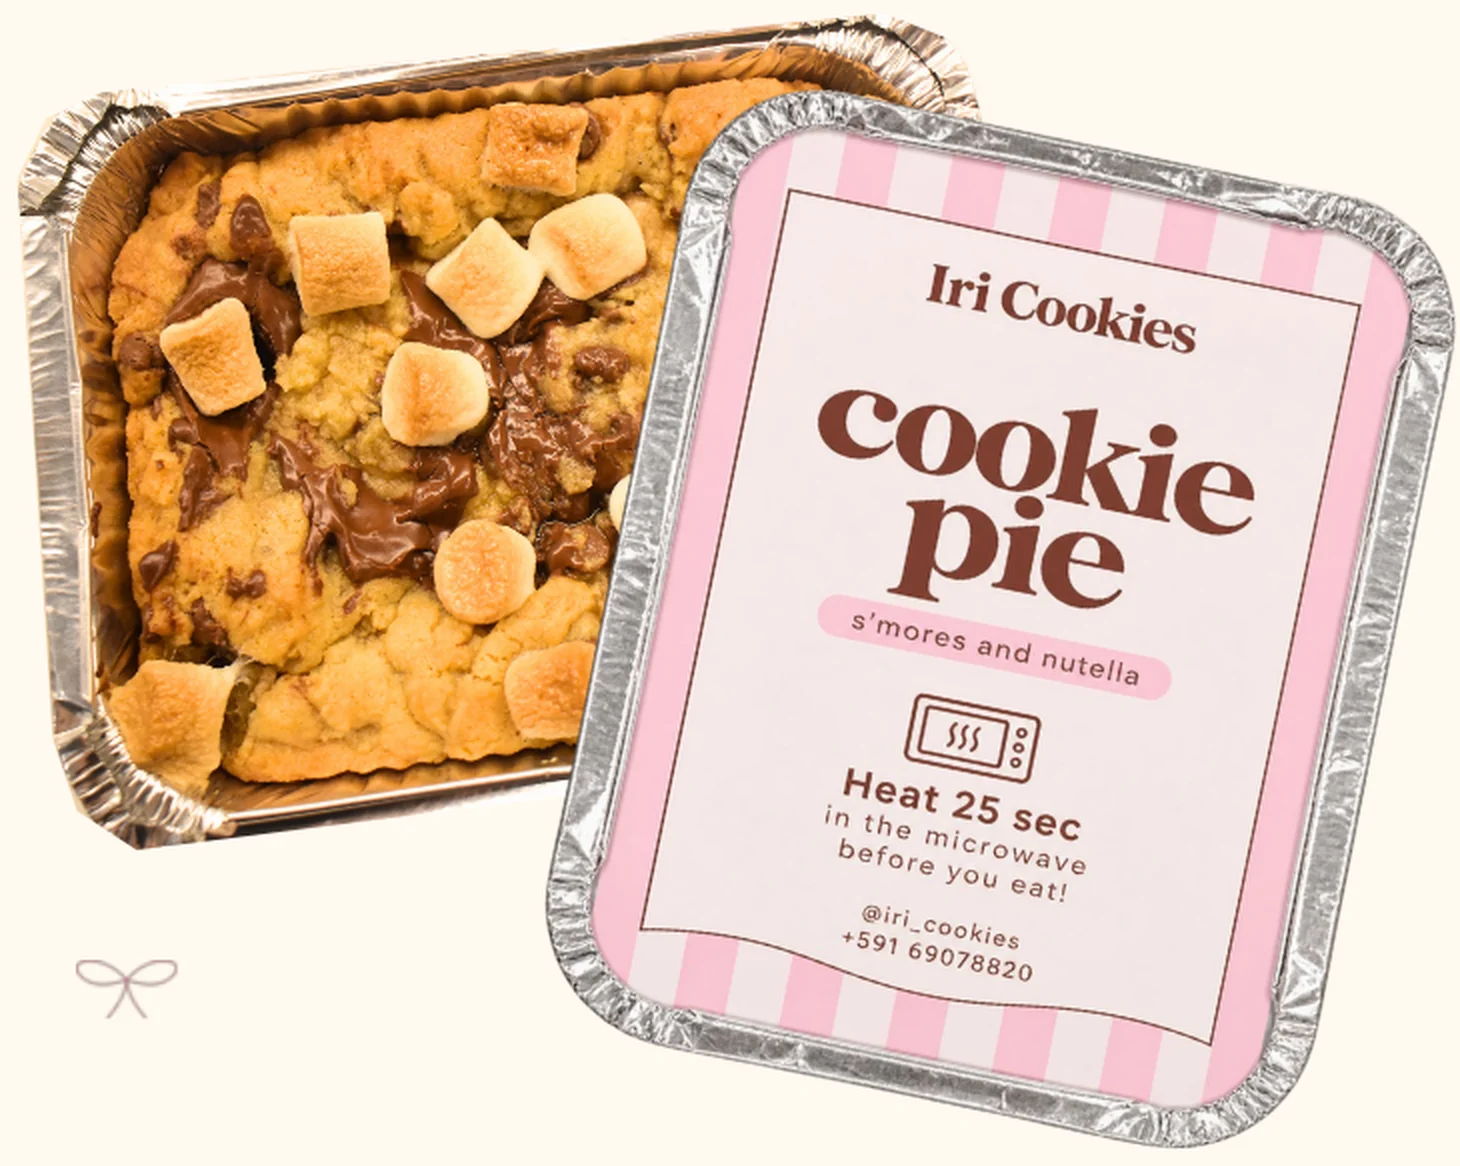 Iri Cookies
cookie
pie
s'mores and nutella
Heat 25 sec
in the microwave
before you eat!
@iri_cookies
+591 69078820